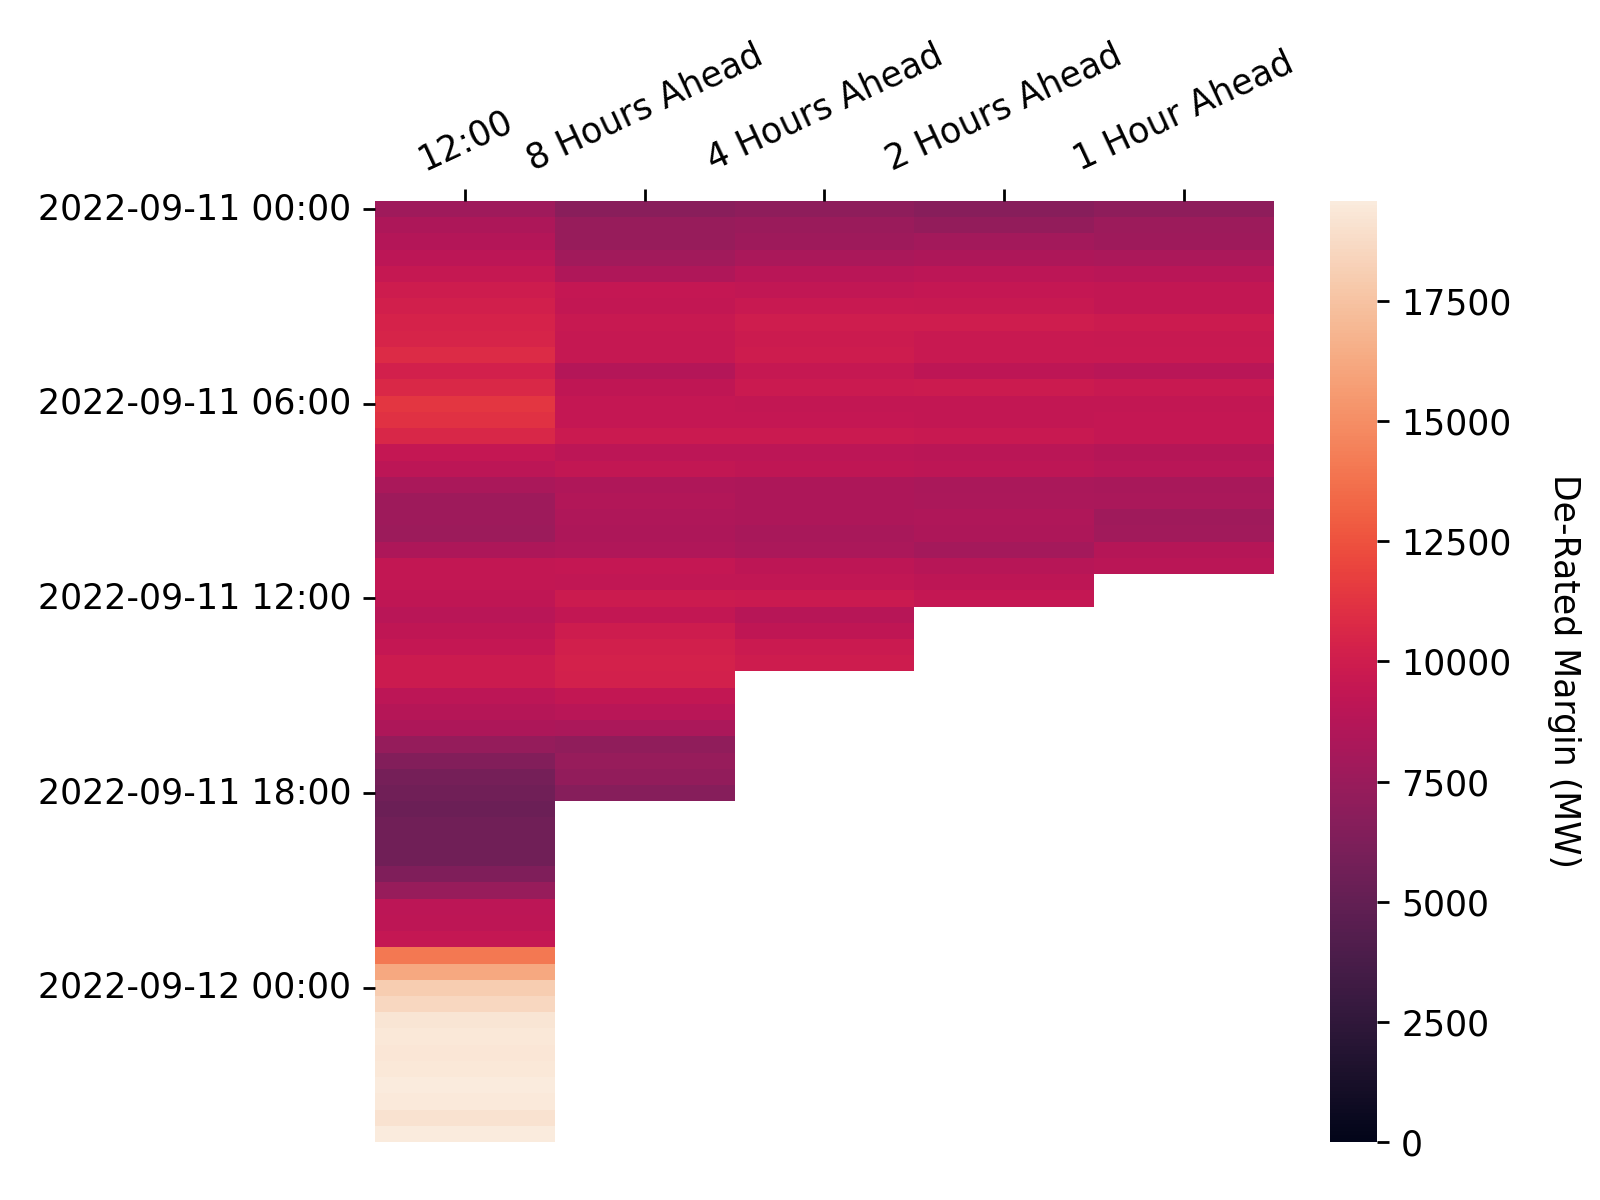 12:00
8 Hours Ahead
4 Hours Ahead
2 Hours Ahead
1 Hour Ahead
2022-09-11 00:00
2022-09-11 06:00
2022-09-11 12:00
2022-09-11 18:00
2022-09-12 00:00
17500
15000
12500
10000
7500
5000
2500
0
De-Rated Margin (MW)